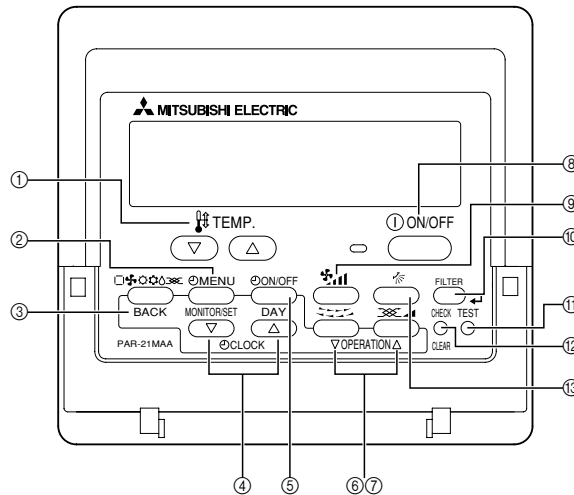 MITSUBISHI ELECTRIC
① TEMP. ① ON/OFF ⑧
⑨
② MENU ON/OFF FILTER ⑩
③ BACK MONITOR/SET DAY CHECK TEST ⑪
PAR-21MAA CLOCK ▽OPERATION△ CLEAR ⑫
⑬
④ ⑤ ⑥⑦